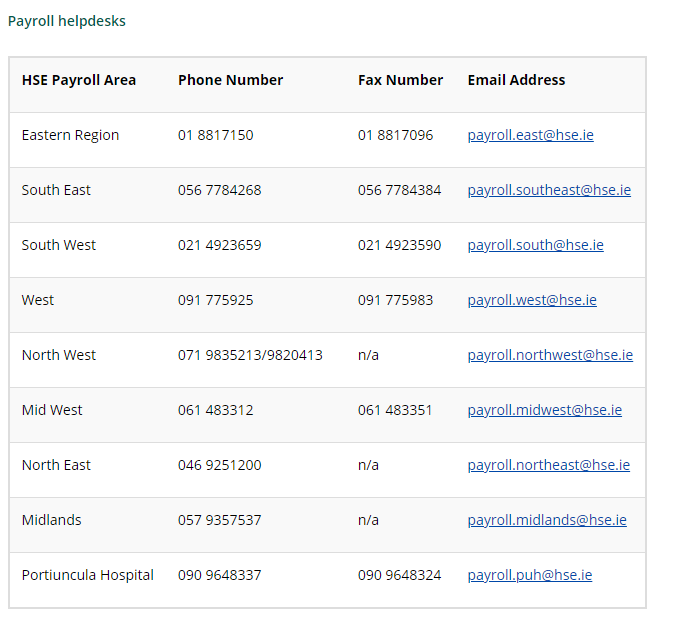 Payroll helpdesks
HSE Payroll Area Phone Number Fax Number Email Address
Eastern Region 01 8817150 01 8817096 payroll.east@hse.ie
South East 056 7784268 056 7784384 payroll.southeast@hse.ie
South West 021 4923659 021 4923590 payroll.south@hse.ie
West 091 775925 091 775983 payroll.west@hse.ie
North West 071 9835213/9820413 n/a payroll.northwest@hse.ie
Mid West 061 483312 061 483351 payroll.midwest@hse.ie
North East 046 9251200 n/a payroll.northeast@hse.ie
Midlands 057 9357537 n/a payroll.midlands@hse.ie
Portiuncula Hospital 090 9648337 090 9648324 payroll.puh@hse.ie